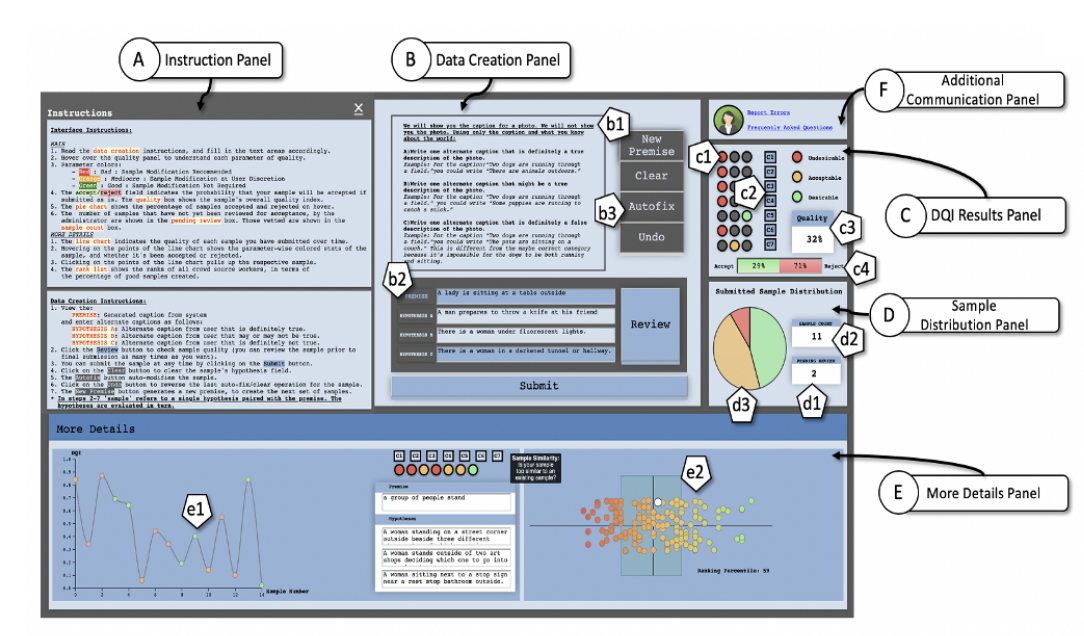 A
Instruction Panel
B
Data Creation Panel
F
Additional
Communication Panel
C
DQI Results Panel
D
Sample
Distribution Panel
E
More Details Panel
Instructions
X
Interface Instructions:
MAIN
1. Read the data creation instructions, and fill in the text areas accordingly.
2. Hover over the quality panel to understand each parameter of quality.
3. Parameter colors:
- Red : Bad : Sample Modification Recommended
: Mediocre : Sample Modification at User Discretion
- Green : Good : Sample Modification Not Required
4. The accept/reject field indicates the probability that your sample will be accepted if
submitted as is. The quality box shows the sample's overall quality index.
5. The pie chart shows the percentage of samples accepted and rejected on hover.
6. The number of samples that have not yet been reviewed for acceptance, by the
administrator are shown in the pending review box. Those vetted are shown in the
sample count box.
MORE DETAILS
1. The line chart indicates the quality of each sample you have submitted over time.
2. Hovering on the points of the line chart shows the parameter-wise colored stats of the
sample, and whether it's been accepted or rejected.
3. Clicking on the points of the line chart pulls up the respective sample.
4. The rank list shows the ranks of all crowd source workers, in terms of
the percentage of good samples created.
Data Creation Instructions:
1. View the:
PREMISE: Generated caption from system
and enter alternate captions as follows:
HYPOTHESIS A: Alternate caption from user that is definitely true.
HYPOTHESIS B: Alternate caption from user that may or may not be true.
HYPOTHESIS C: Alternate caption from user that is definitely not true.
2. Click the Review button to check sample quality (you can review the sample prior to
final submission as many times as you want).
3. You can submit the sample at any time by clicking on the Submit button.
4. Click on the Clear button to clear the sample's hypothesis field.
5. The Autofix button auto-modifies the sample.
6. Click on the Undo button to reverse the last auto-fix/clear operation for the sample.
7. The New Premise button generates a new premise, to create the next set of samples.
* In steps 2-7 'sample' refers to a single hypothesis paired with the premise. The
hypotheses are evaluated in turn.
We will show you the caption for a photo. We will not show
you the photo. Using only the caption and what you know
about the world:
A)Write one alternate caption that is definitely a true
description of the photo.
Example: For the caption:"Two dogs are running through
a field."you could write "There are animals outdoors."
B)Write one alternate caption that might be a true
description of the photo.
Example: For the caption "Two dogs are running through
a field," you could write "Some puppies are running to
catch a stick."
C)Write one alternate caption that is definitely a false
description of the photo.
Example: For the caption: "Two dogs are running through
a field."you could write "The pets are sitting on a
couch." This is different from the maybe correct category
because it's impossible for the dogs to be both running
and sitting.
b1
New
Premise
Clear
b3
Autofix
Undo
b2
PREMISE
A lady is sitting at a table outside
HYPOTHESIS A
A man prepares to throw a knife at his friend
HYPOTHESIS B
There is a woman under fluorescent lights.
HYPOTHESIS C
There is a woman in a darkened tunnel or hallway.
Review
Submit
Report Errors
Frequently Asked Questions
c1
c2
C1
C2
C3
C4
C5
C6
C7
Undesirable
Acceptable
Desirable
Quality
32%
c3
Accept
29%
71%
Reject
c4
Submitted Sample Distribution
SAMPLE COUNT
11
d2
PENDING REVIEW
2
d1
d3
More Details
DQI
1.0
0.9
0.8
0.7
0.6
0.5
0.4
0.3
0.2
0.1
0.0
0
2
4
6
8
10
12
14
Sample Number
e1
C1
C2
C3
C4
C5
C6
C7
Sample Similarity:
Is your sample
too similar to an
existing sample?
Premise
a group of people stand
Hypotheses
A woman standing on a street corner
outside beside three different
A woman stands outside of two art
shops deciding which one to go into
A woman sitting next to a stop sign
near a rest stop bathroom outside.
e2
Ranking Percentile: 59